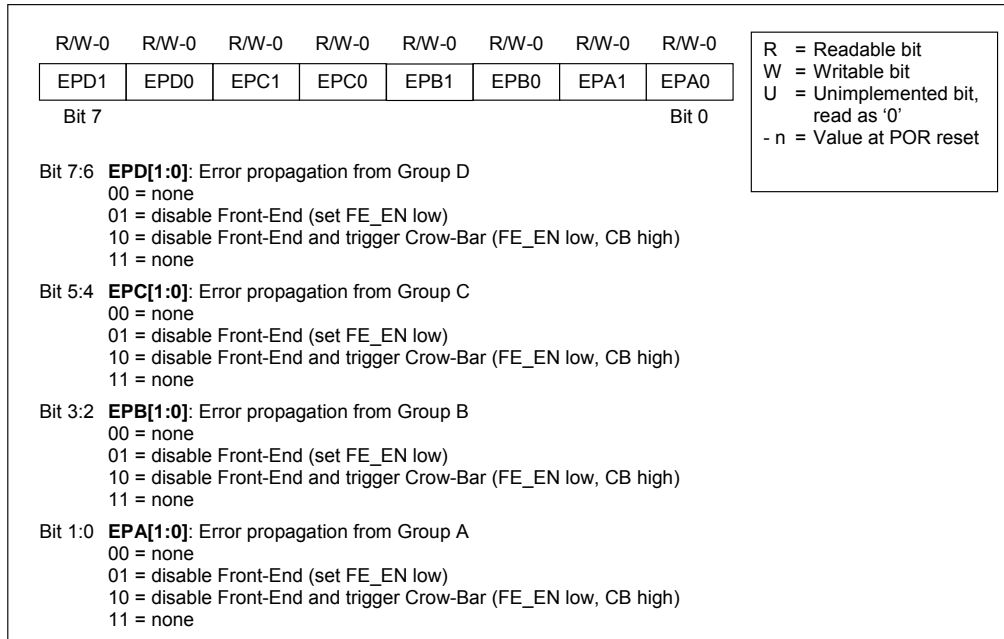 R/W-0 R/W-0 R/W-0 R/W-0 R/W-0 R/W-0 R/W-0 R/W-0
EPD1 EPD0 EPC1 EPC0 EPB1 EPB0 EPA1 EPA0
Bit 7 Bit 0
R = Readable bit
W = Writable bit
U = Unimplemented bit,
read as ‘0’
- n = Value at POR reset
Bit 7:6 EPD[1:0]: Error propagation from Group D
00 = none
01 = disable Front-End (set FE_EN low)
10 = disable Front-End and trigger Crow-Bar (FE_EN low, CB high)
11 = none
Bit 5:4 EPC[1:0]: Error propagation from Group C
00 = none
01 = disable Front-End (set FE_EN low)
10 = disable Front-End and trigger Crow-Bar (FE_EN low, CB high)
11 = none
Bit 3:2 EPB[1:0]: Error propagation from Group B
00 = none
01 = disable Front-End (set FE_EN low)
10 = disable Front-End and trigger Crow-Bar (FE_EN low, CB high)
11 = none
Bit 1:0 EPA[1:0]: Error propagation from Group A
00 = none
01 = disable Front-End (set FE_EN low)
10 = disable Front-End and trigger Crow-Bar (FE_EN low, CB high)
11 = none